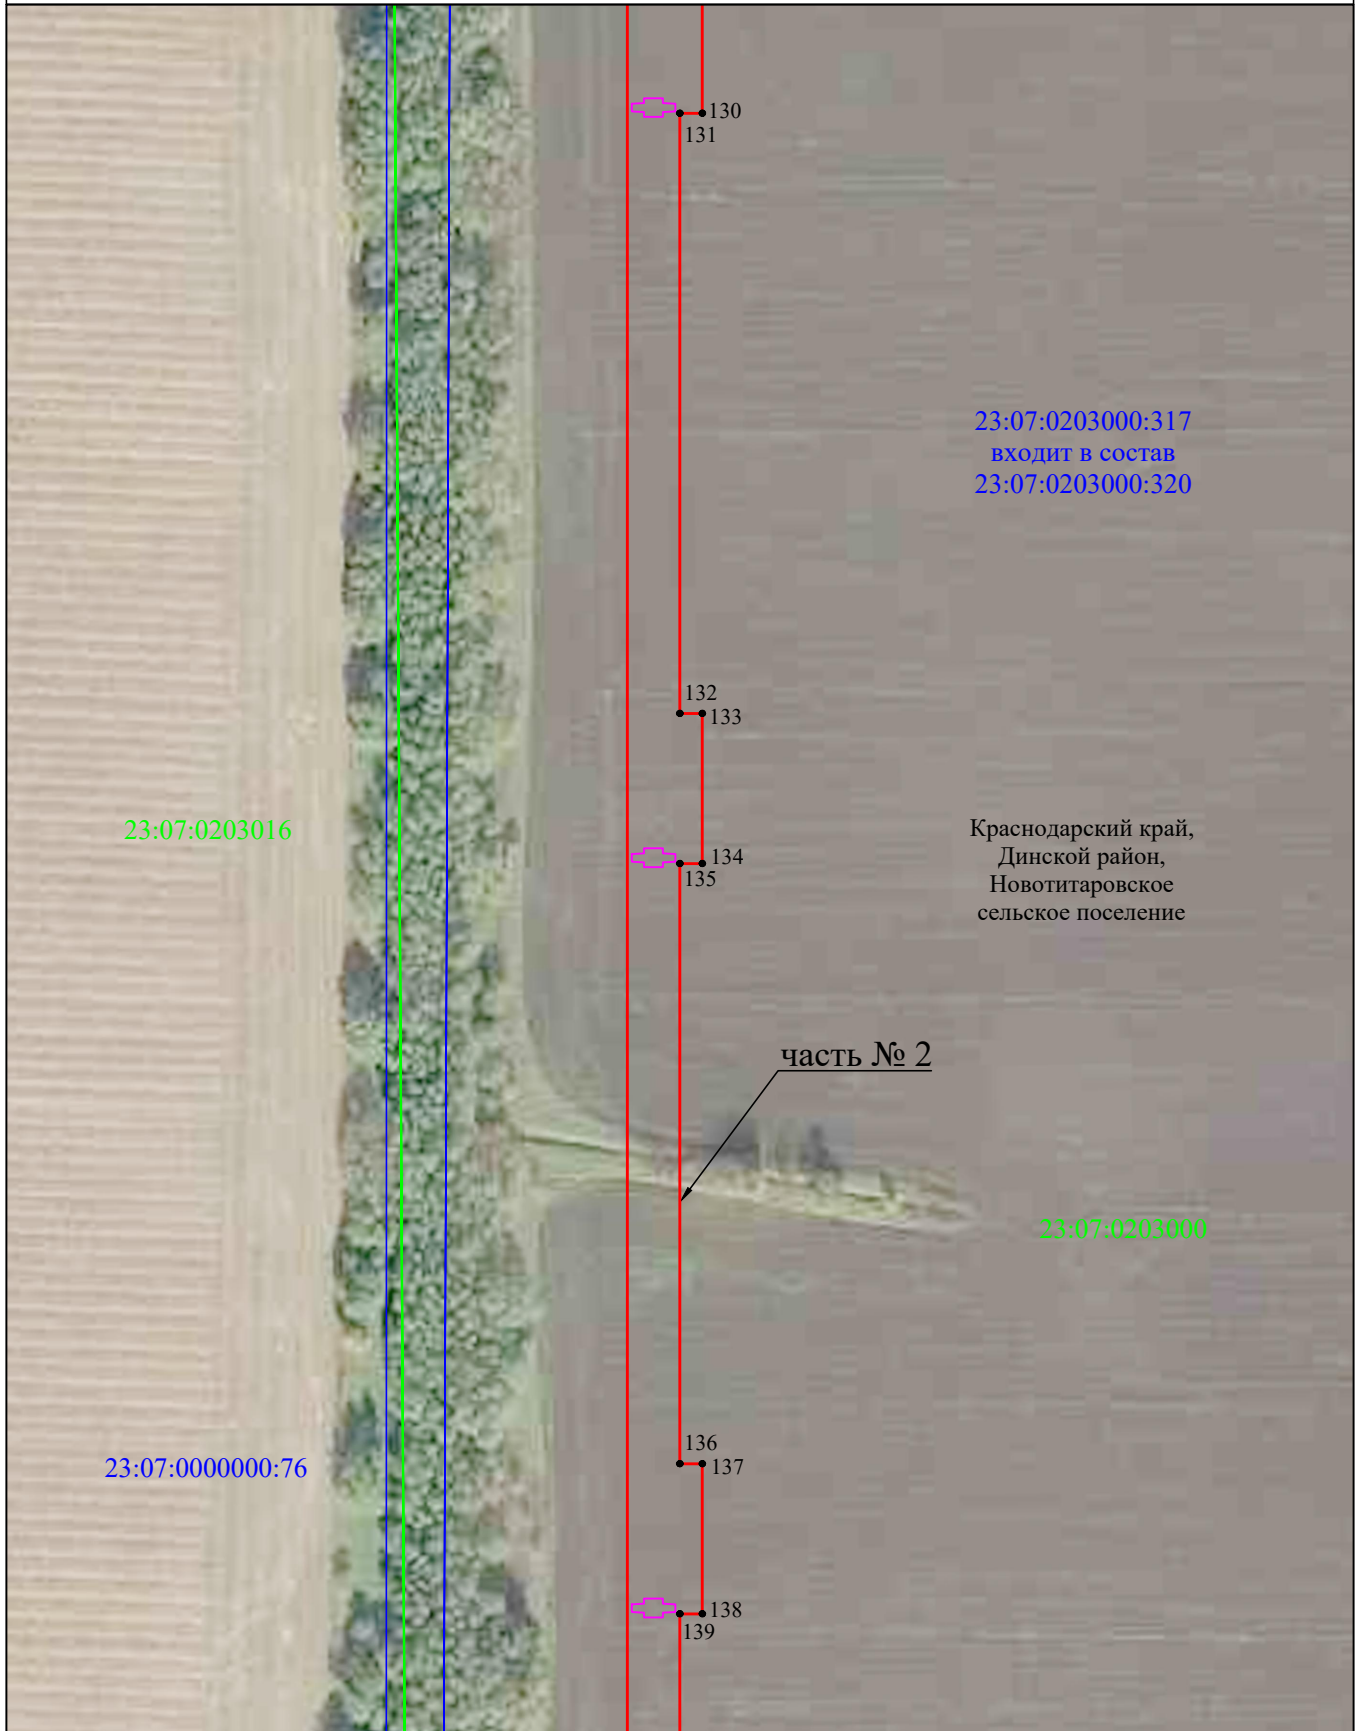 130
131
23:07:0203000:317
входит в состав
23:07:0203000:320
132
133
23:07:0203016
Краснодарский край,
Динской район,
Новотитаровское
сельское поселение
134
135
часть № 2
23:07:0203000
136
137
23:07:0000000:76
138
139